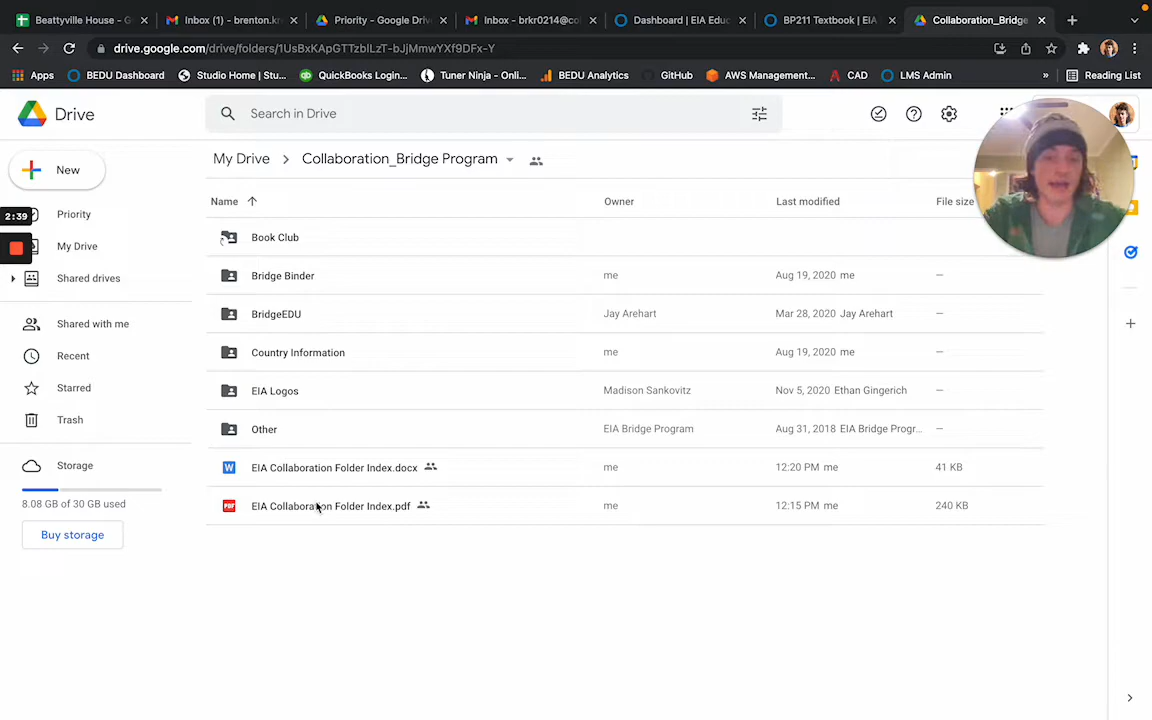 Beattyville House - G
Inbox (1) - brenton.kr
Priority - Google Driv
Inbox - brkr0214@co
Dashboard | EIA Educ
BP211 Textbook | EIA
Collaboration_Bridge
drive.google.com/drive/folders/1UsBxKApGTTzblLzT-bJjMmwYXf9DFx-Y
Apps
BEDU Dashboard
Studio Home | Stu...
QuickBooks Login...
Tuner Ninja - Onli...
BEDU Analytics
GitHub
AWS Management...
CAD
LMS Admin
»
Reading List
Drive
Search in Drive
New
My Drive > Collaboration_Bridge Program
Name
Owner
Last modified
File size
2:39
Priority
My Drive
Shared drives
Shared with me
Recent
Starred
Trash
Storage
8.08 GB of 30 GB used
Buy storage
Book Club
Bridge Binder me Aug 19, 2020 me —
BridgeEDU Jay Arehart Mar 28, 2020 Jay Arehart —
Country Information me Aug 19, 2020 me —
EIA Logos Madison Sankovitz Nov 5, 2020 Ethan Gingerich —
Other EIA Bridge Program Aug 31, 2018 EIA Bridge Progr... —
W EIA Collaboration Folder Index.docx me 12:20 PM me 41 KB
PDF EIA Collaboration Folder Index.pdf me 12:15 PM me 240 KB